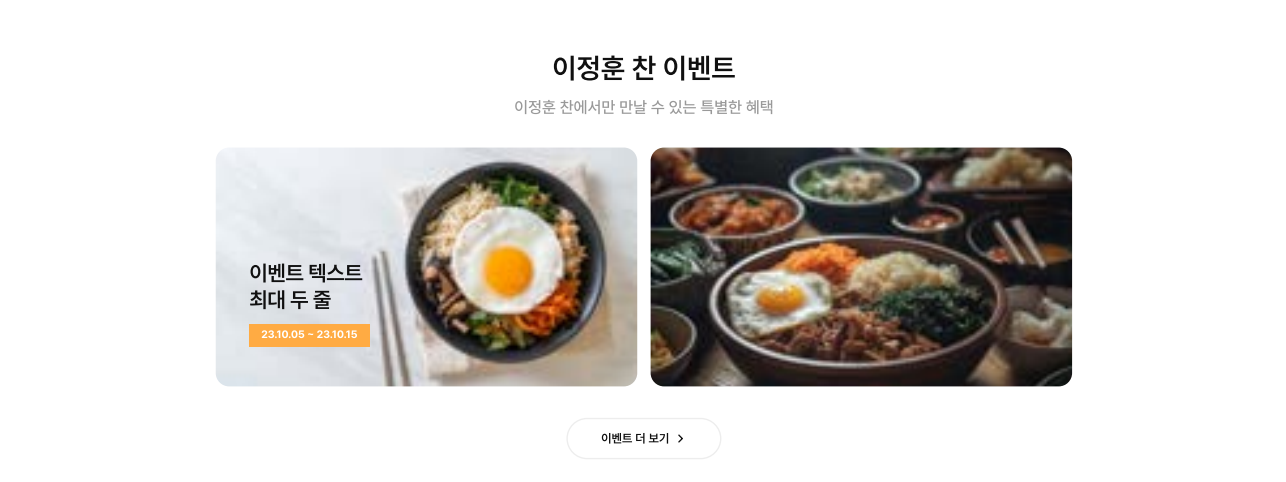 이정훈 찬 이벤트
이정훈 찬에서만 만날 수 있는 특별한 혜택
이벤트 텍스트
최대 두 줄
23.10.05 ~ 23.10.15
이벤트 더 보기